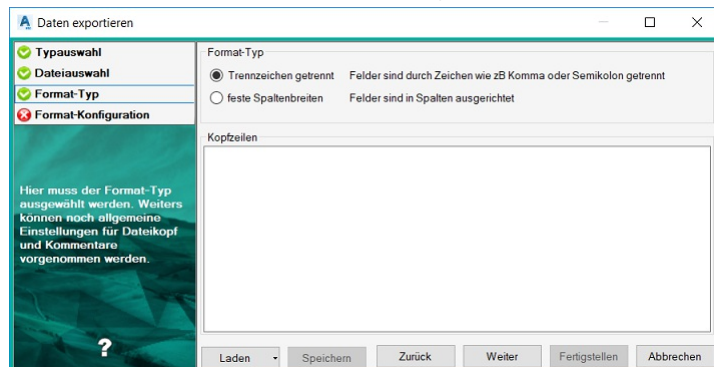 Daten exportieren
Typauswahl
Dateiauswahl
Format-Typ
Format-Konfiguration
Hier muss der Format-Typ
ausgewählt werden. Weiters
können noch allgemeine
Einstellungen für Dateikopf
und Kommentare
vorgenommen werden.
?
Format-Typ
Trennzeichen getrennt Felder sind durch Zeichen wie zB Komma oder Semikolon getrennt
feste Spaltenbreiten Felder sind in Spalten ausgerichtet
Kopfzeilen
Laden Speichern Zurück Weiter Fertigstellen Abbrechen